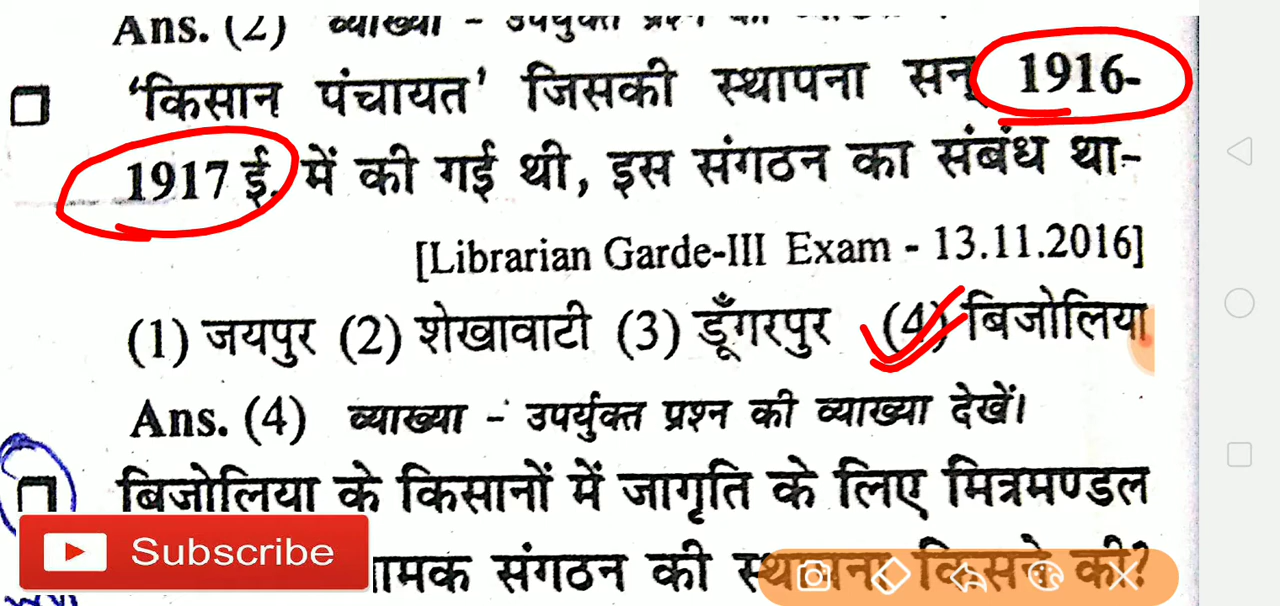 Ans. (2) व्याख्या - उपर्युक्त प्रश्न की
'किसान पंचायत' जिसकी स्थापना सन् 1916-
1917 ई. में की गई थी, इस संगठन का संबंध था-
[Librarian Garde-III Exam - 13.11.2016]
(1) जयपुर (2) शेखावाटी (3) डूँगरपुर (4) बिजोलिया
Ans. (4) व्याख्या - उपर्युक्त प्रश्न की व्याख्या देखें।
बिजोलिया के किसानों में जागृति के लिए मित्रमण्डल
Subscribe
संगठन की स्थापना किसने की?